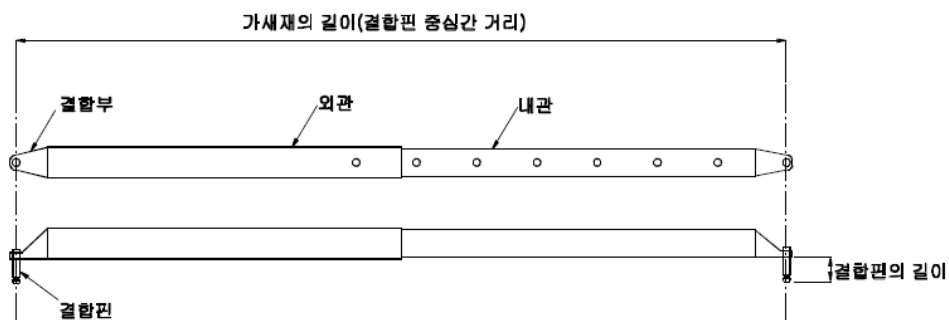 가새재의 길이(결합핀 중심간 거리)
결합부
외관
내관
결합핀의 길이
결합핀